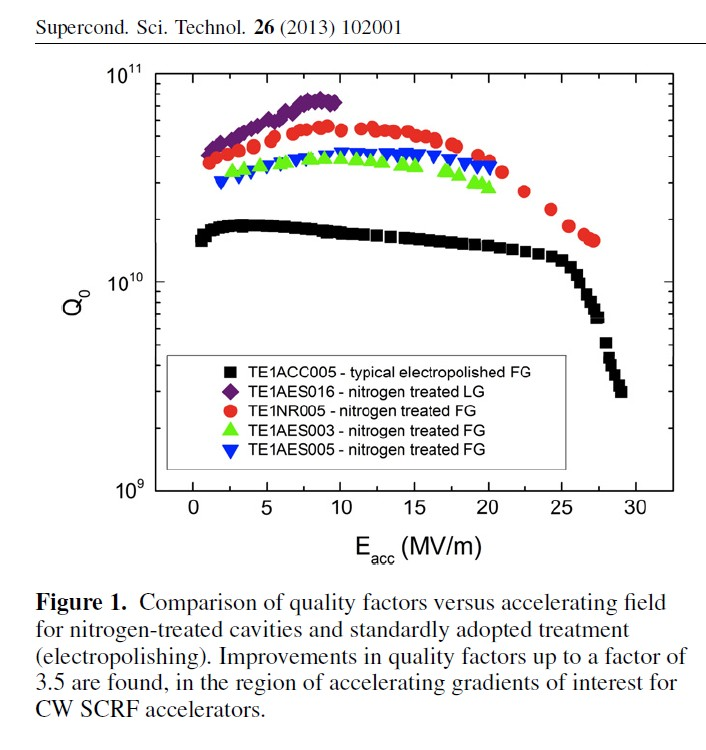 Supercond. Sci. Technol. 26 (2013) 102001
10¹¹
10¹⁰
10⁹
Q₀
TE1ACC005 - typical electropolished FG
TE1AES016 - nitrogen treated LG
TE1NR005 - nitrogen treated FG
TE1AES003 - nitrogen treated FG
TE1AES005 - nitrogen treated FG
0 5 10 15 20 25 30
Eacc (MV/m)
Figure 1. Comparison of quality factors versus accelerating field
for nitrogen-treated cavities and standardly adopted treatment
(electropolishing). Improvements in quality factors up to a factor of
3.5 are found, in the region of accelerating gradients of interest for
CW SCRF accelerators.